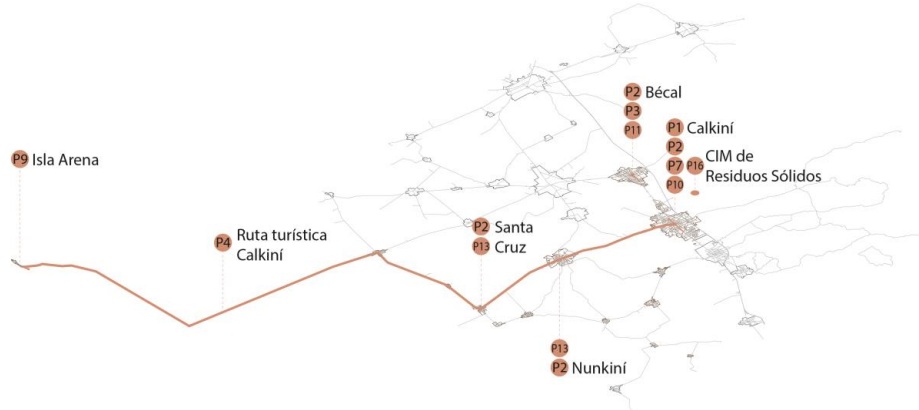 P2 Bécal
P3
P11
P1 Calkiní
P2
P7 P16 CIM de
Residuos Sólidos
P10
P9 Isla Arena
P4 Ruta turística
Calkiní
P2 Santa
P13 Cruz
P13
P2 Nunkiní